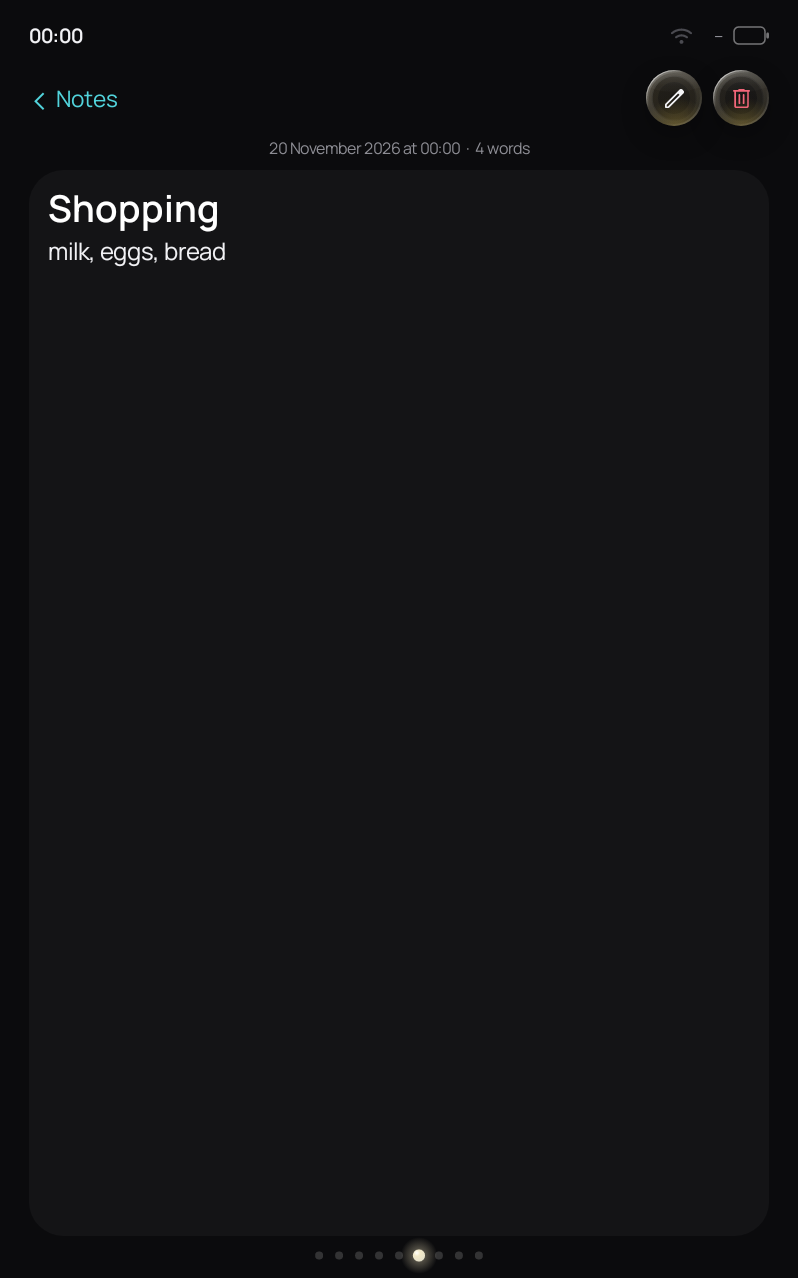 00:00
–
Notes
20 November 2026 at 00:00 · 4 words
Shopping
milk, eggs, bread